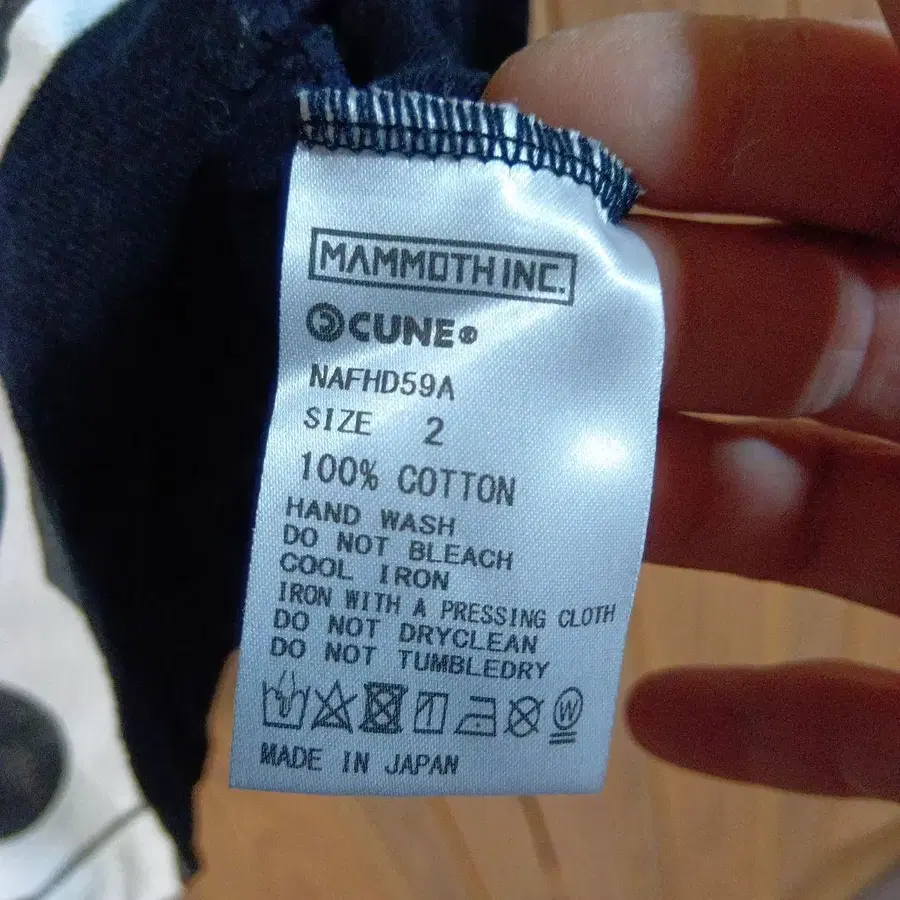 MAMMOTH INC.
CUNE®
NAFHD59A
SIZE 2
100% COTTON
HAND WASH
DO NOT BLEACH
COOL IRON
IRON WITH A PRESSING CLOTH
DO NOT DRYCLEAN
DO NOT TUMBLEDRY
W
MADE IN JAPAN